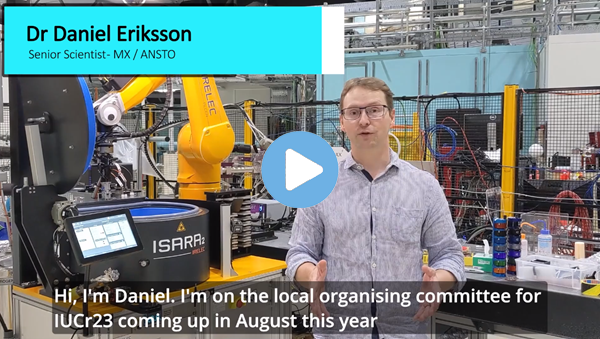 Dr Daniel Eriksson
Senior Scientist- MX / ANSTO
ISARA2
IRELEC
Hi, I'm Daniel. I'm on the local organising committee for
IUCr23 coming up in August this year